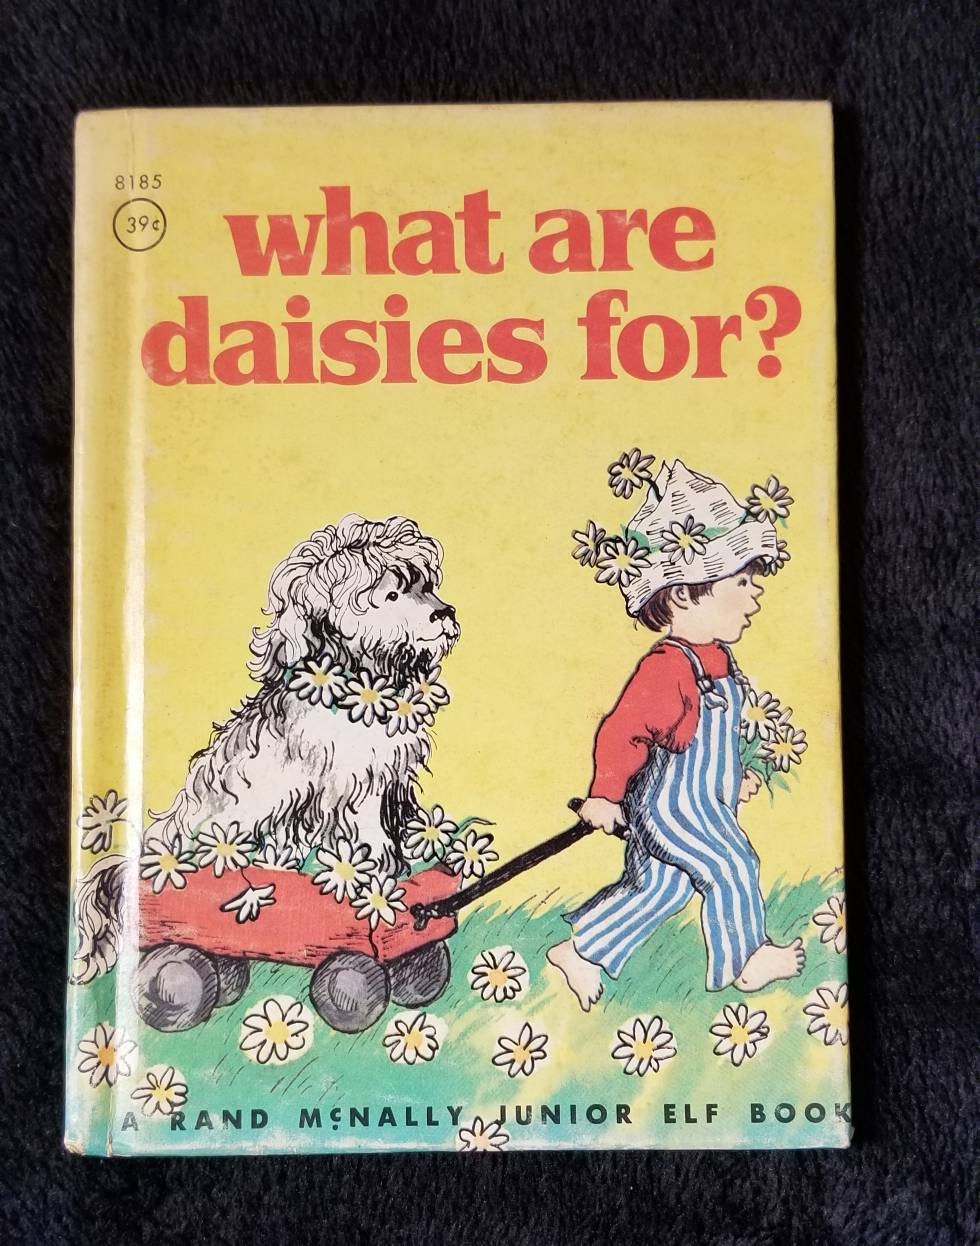 8185
39¢
what are
daisies for?
A RAND McNALLY JUNIOR ELF BOOK